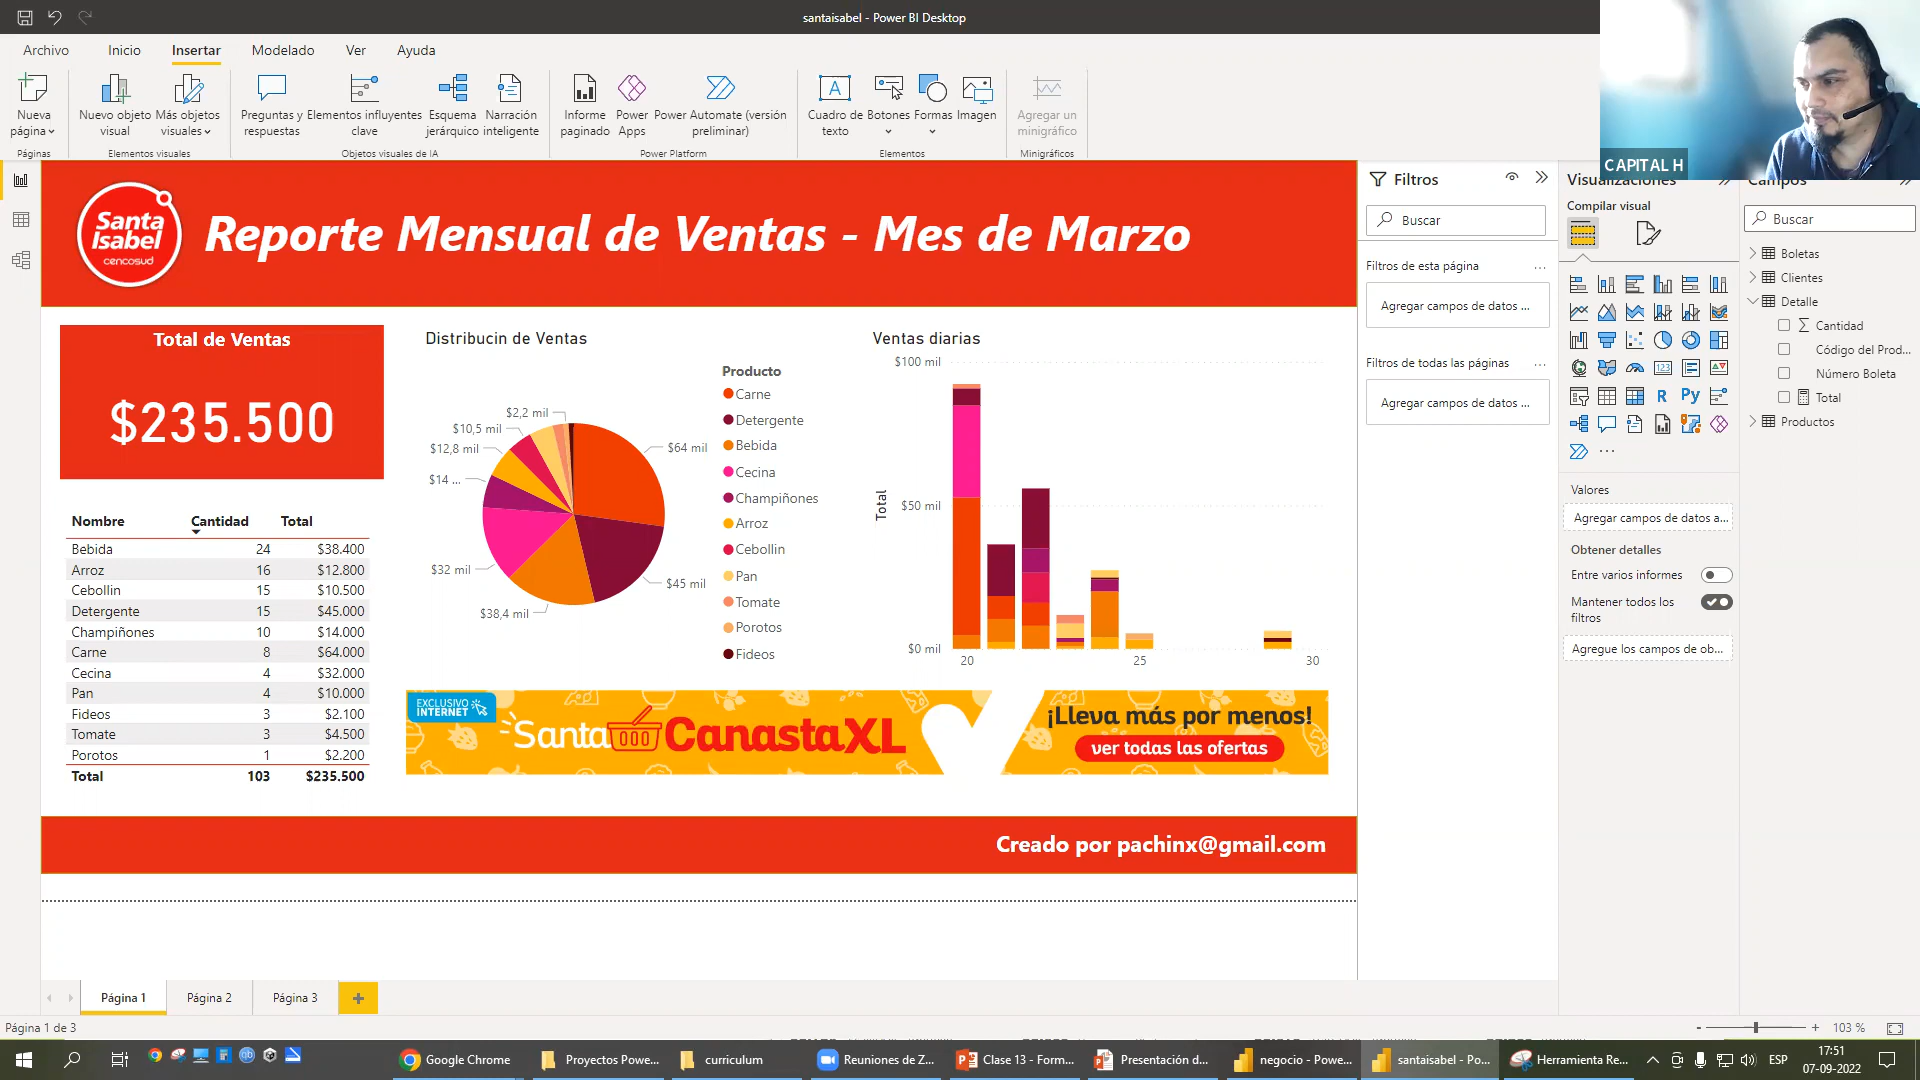 santaisabel - Power BI Desktop
Archivo
Inicio
Insertar
Modelado
Ver
Ayuda
Nueva página
Nuevo objeto visual
Más objetos visuales
Preguntas y respuestas
Elementos influyentes clave
Esquema jerárquico
Narración inteligente
Informe paginado
Power Apps
Power Automate (versión preliminar)
Cuadro de texto
Botones
Formas
Imagen
Agregar un minigráfico
Páginas
Elementos visuales
Objetos visuales de IA
Power Platform
Elementos
Minigráficos
CAPITAL H
Santa
Isabel
cencosud
Reporte Mensual de Ventas - Mes de Marzo
Total de Ventas
$235.500
Nombre Cantidad Total
Bebida 24 $38.400
Arroz 16 $12.800
Cebollin 15 $10.500
Detergente 15 $45.000
Champiñones 10 $14.000
Carne 8 $64.000
Cecina 4 $32.000
Pan 4 $10.000
Fideos 3 $2.100
Tomate 3 $4.500
Porotos 1 $2.200
Total 103 $235.500
Distribucin de Ventas
$2,2 mil
$10,5 mil
$12,8 mil
$14 ...
$32 mil
$38,4 mil
$45 mil
$64 mil
Producto
Carne
Detergente
Bebida
Cecina
Champiñones
Arroz
Cebollin
Pan
Tomate
Porotos
Fideos
Ventas diarias
$100 mil
$50 mil
$0 mil
Total
20
25
30
EXCLUSIVO
INTERNET
Santa CanastaXL
¡Lleva más por menos!
ver todas las ofertas
Creado por pachinx@gmail.com
Filtros
Buscar
Filtros de esta página ...
Agregar campos de datos ...
Filtros de todas las páginas ...
Agregar campos de datos ...
Visualizaciones
Compilar visual
R
Py
123
...
Valores
Agregar campos de datos a...
Obtener detalles
Entre varios informes
Mantener todos los
filtros
Agregue los campos de ob...
Campos
Buscar
Boletas
Clientes
Detalle
Cantidad
Código del Prod...
Número Boleta
Total
Productos
Página 1
Página 2
Página 3
+
Página 1 de 3
- + 103 %
Google Chrome
Proyectos Powe...
curriculum
Reuniones de Z...
Clase 13 - Form...
Presentación d...
negocio - Powe...
santaisabel - Po...
Herramienta Re...
ESP
17:51
07-09-2022